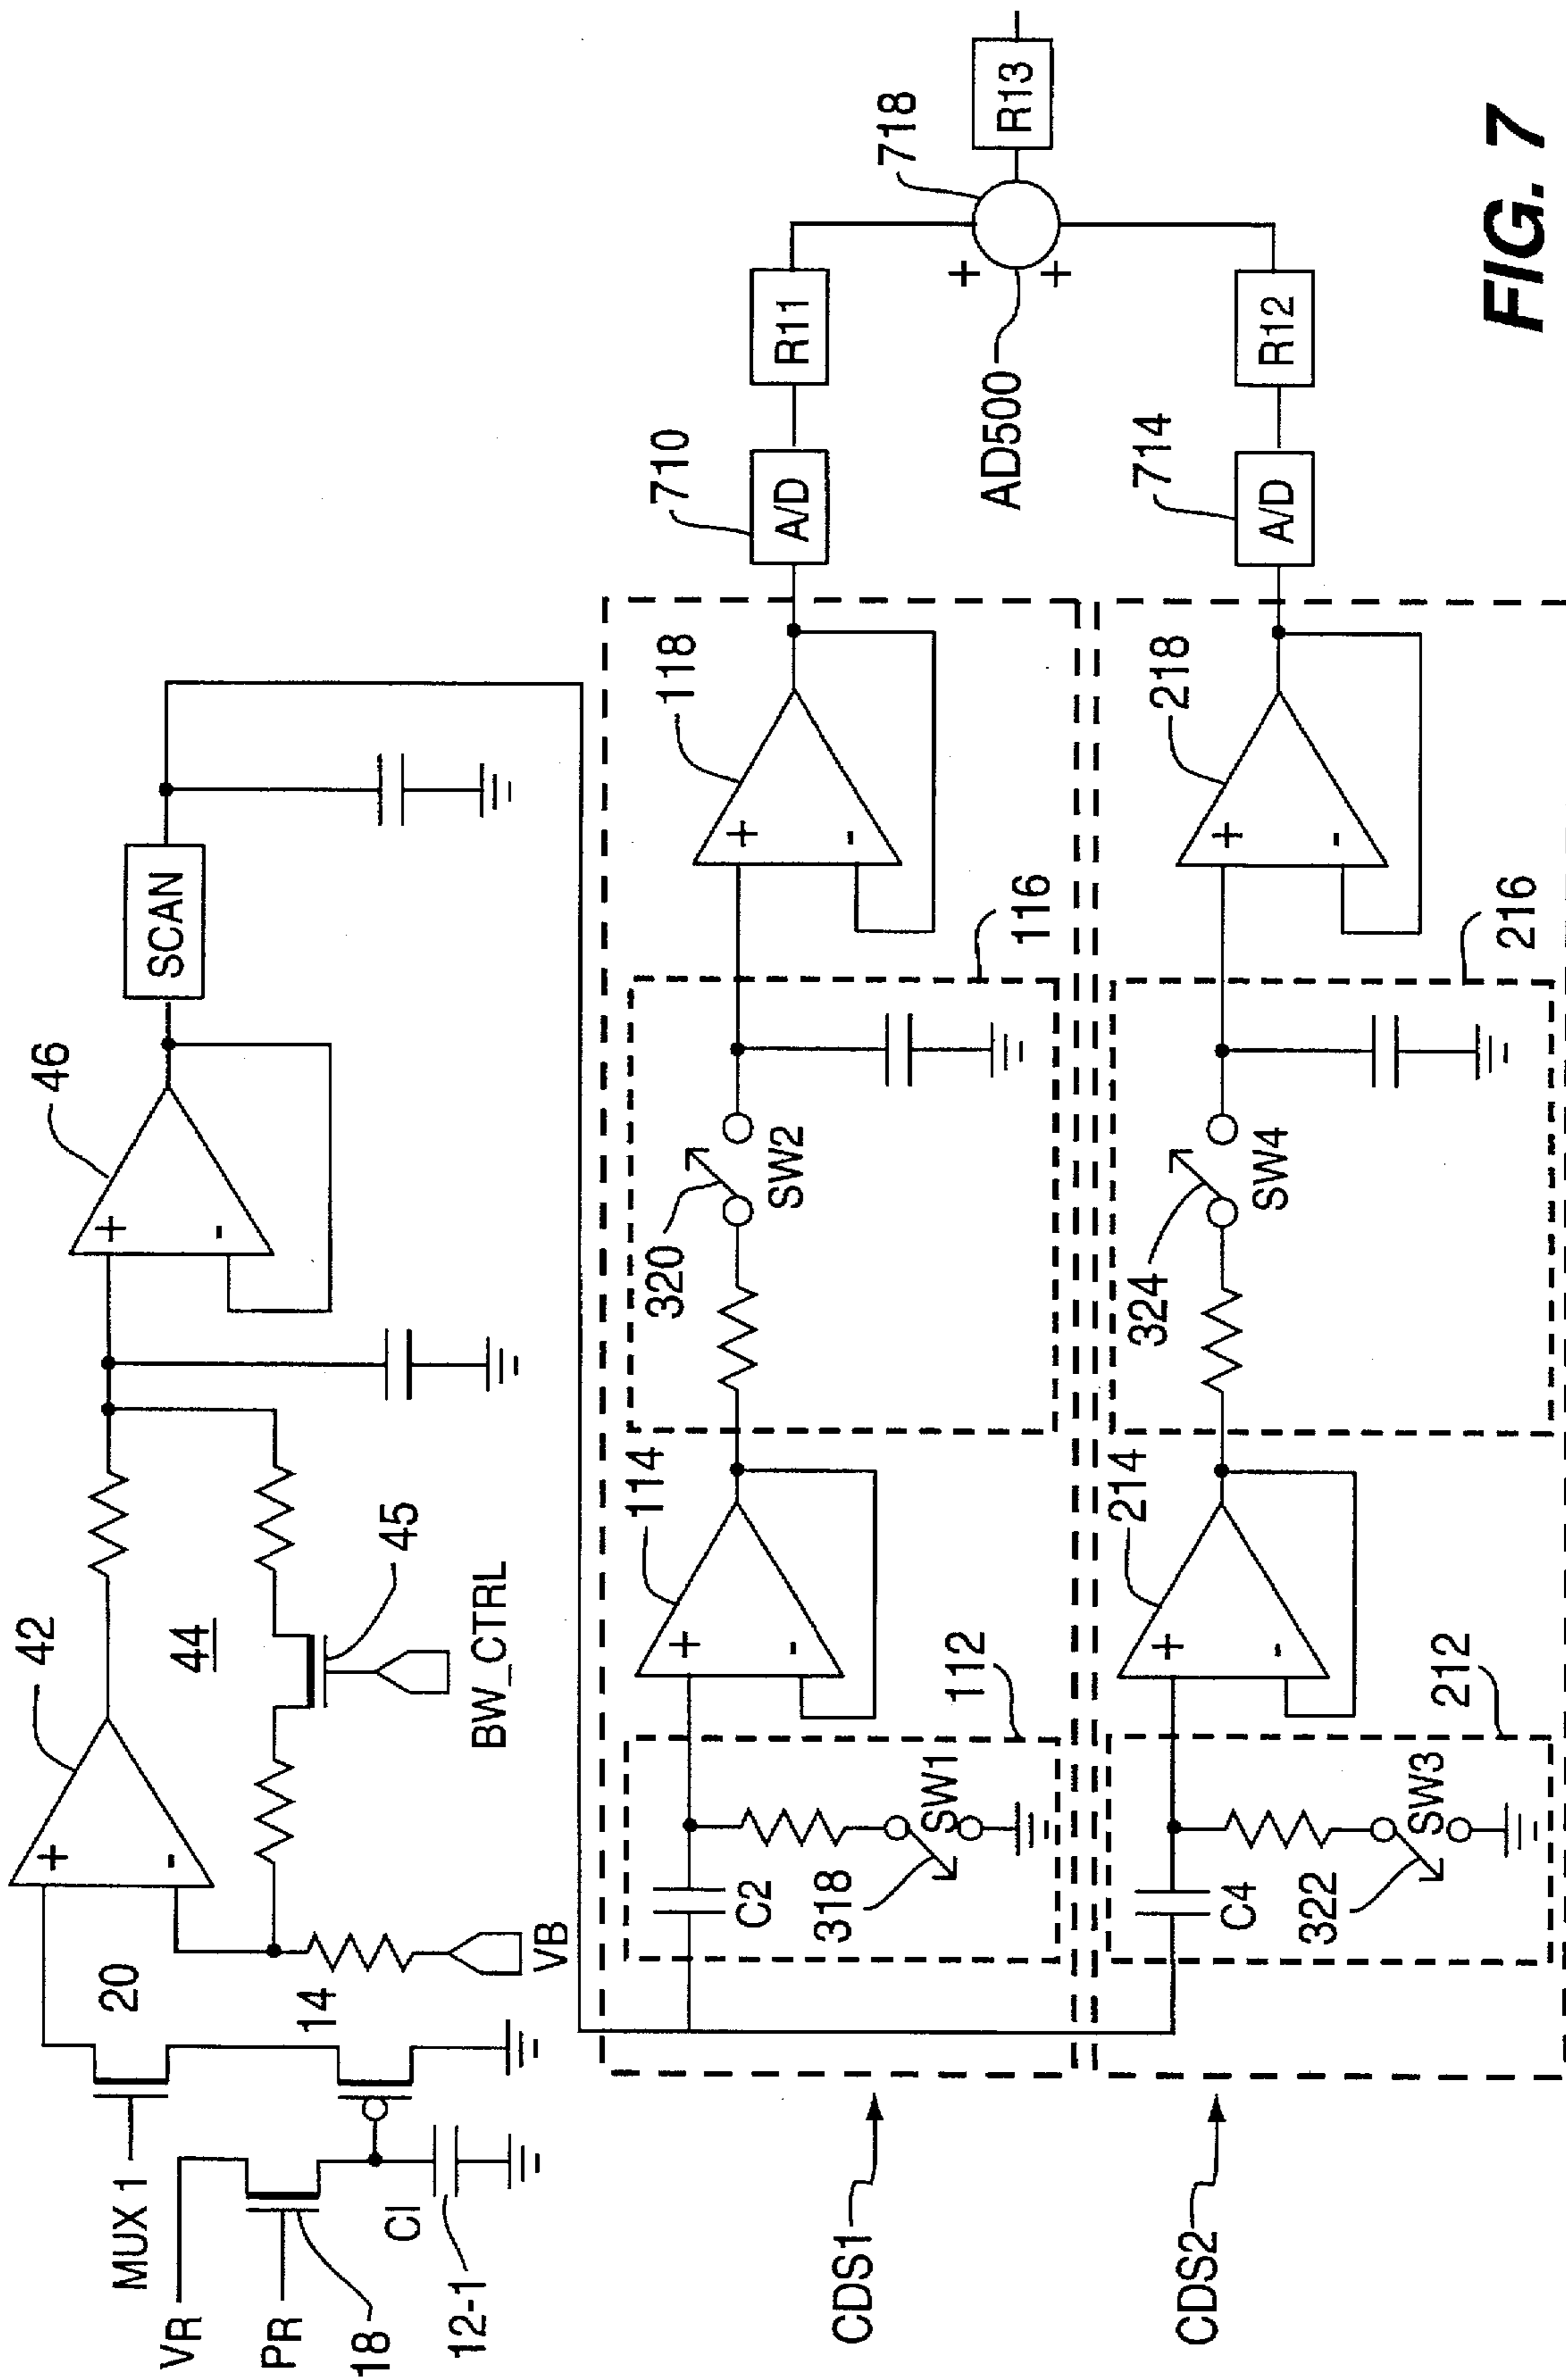 42
20
44
14
VB
BW_CTRL
45
46
SCAN
MUX 1
VR
PR
18
CI
12-1
+
-
+
-
CDS1
C2
318
SW1
112
114
+
-
320
SW2
116
118
+
-
710
A/D
R11
718
+
+
AD500
R13
CDS2
C4
322
SW3
212
214
+
-
324
SW4
216
218
+
-
714
A/D
R12
FIG. 7